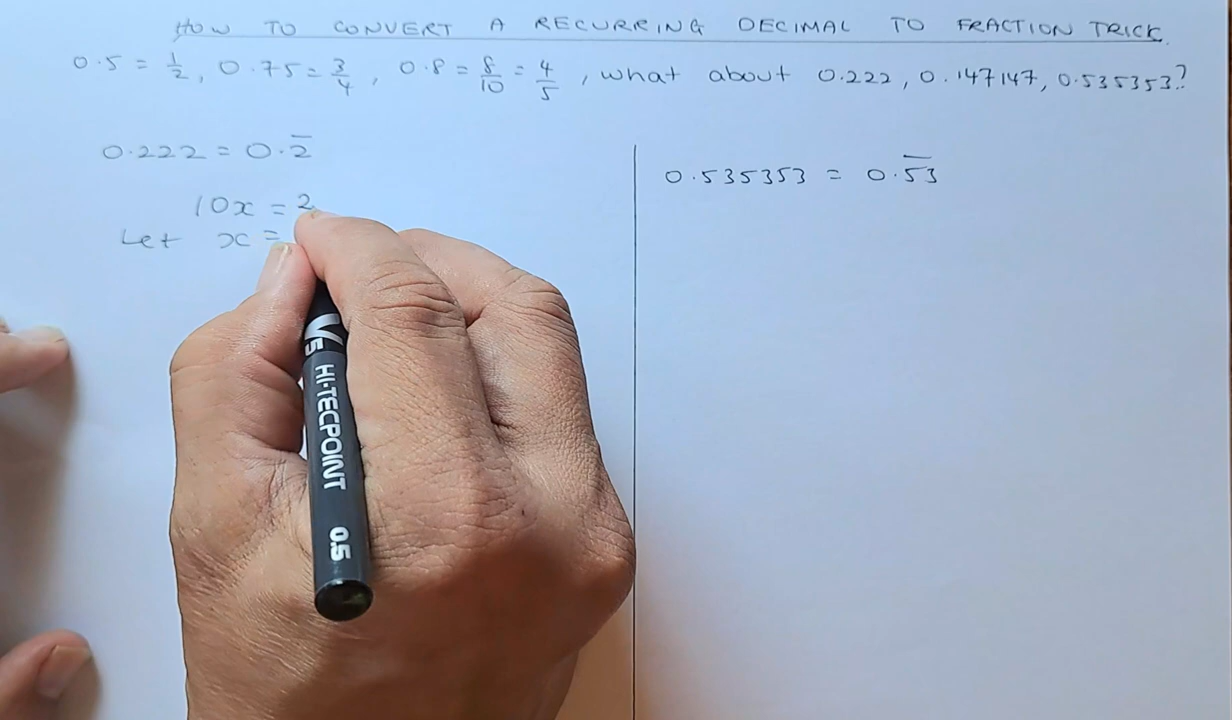 HOW TO CONVERT A RECURRING DECIMAL TO FRACTION TRICK
0.5 = 1/2, 0.75 = 3/4, 0.8 = 8/10 = 4/5, what about 0.222, 0.147147, 0.535353?
0.222 = 0.2̅
10x = 2
Let x =
0.535353 = 0.5̅3̅
V5 HI-TECPOINT 0.5